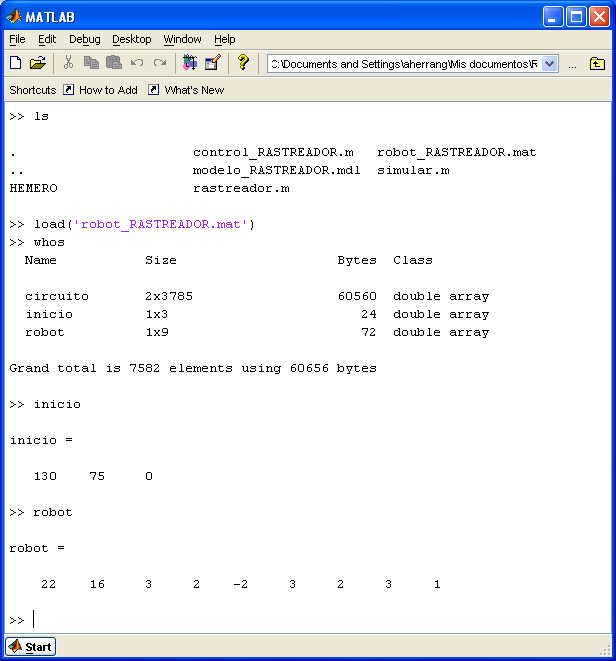 MATLAB
File Edit Debug Desktop Window Help
C:\Documents and Settings\aherrang\Mis documentos\R
...
Shortcuts How to Add What's New
>> ls
. control_RASTREADOR.m robot_RASTREADOR.mat
.. modelo_RASTREADOR.mdl simular.m
HEMERO rastreador.m
>> load('robot_RASTREADOR.mat')
>> whos
Name Size Bytes Class
circuito 2x3785 60560 double array
inicio 1x3 24 double array
robot 1x9 72 double array
Grand total is 7582 elements using 60656 bytes
>> inicio
inicio =
130 75 0
>> robot
robot =
22 16 3 2 -2 3 2 3 1
>>
Start